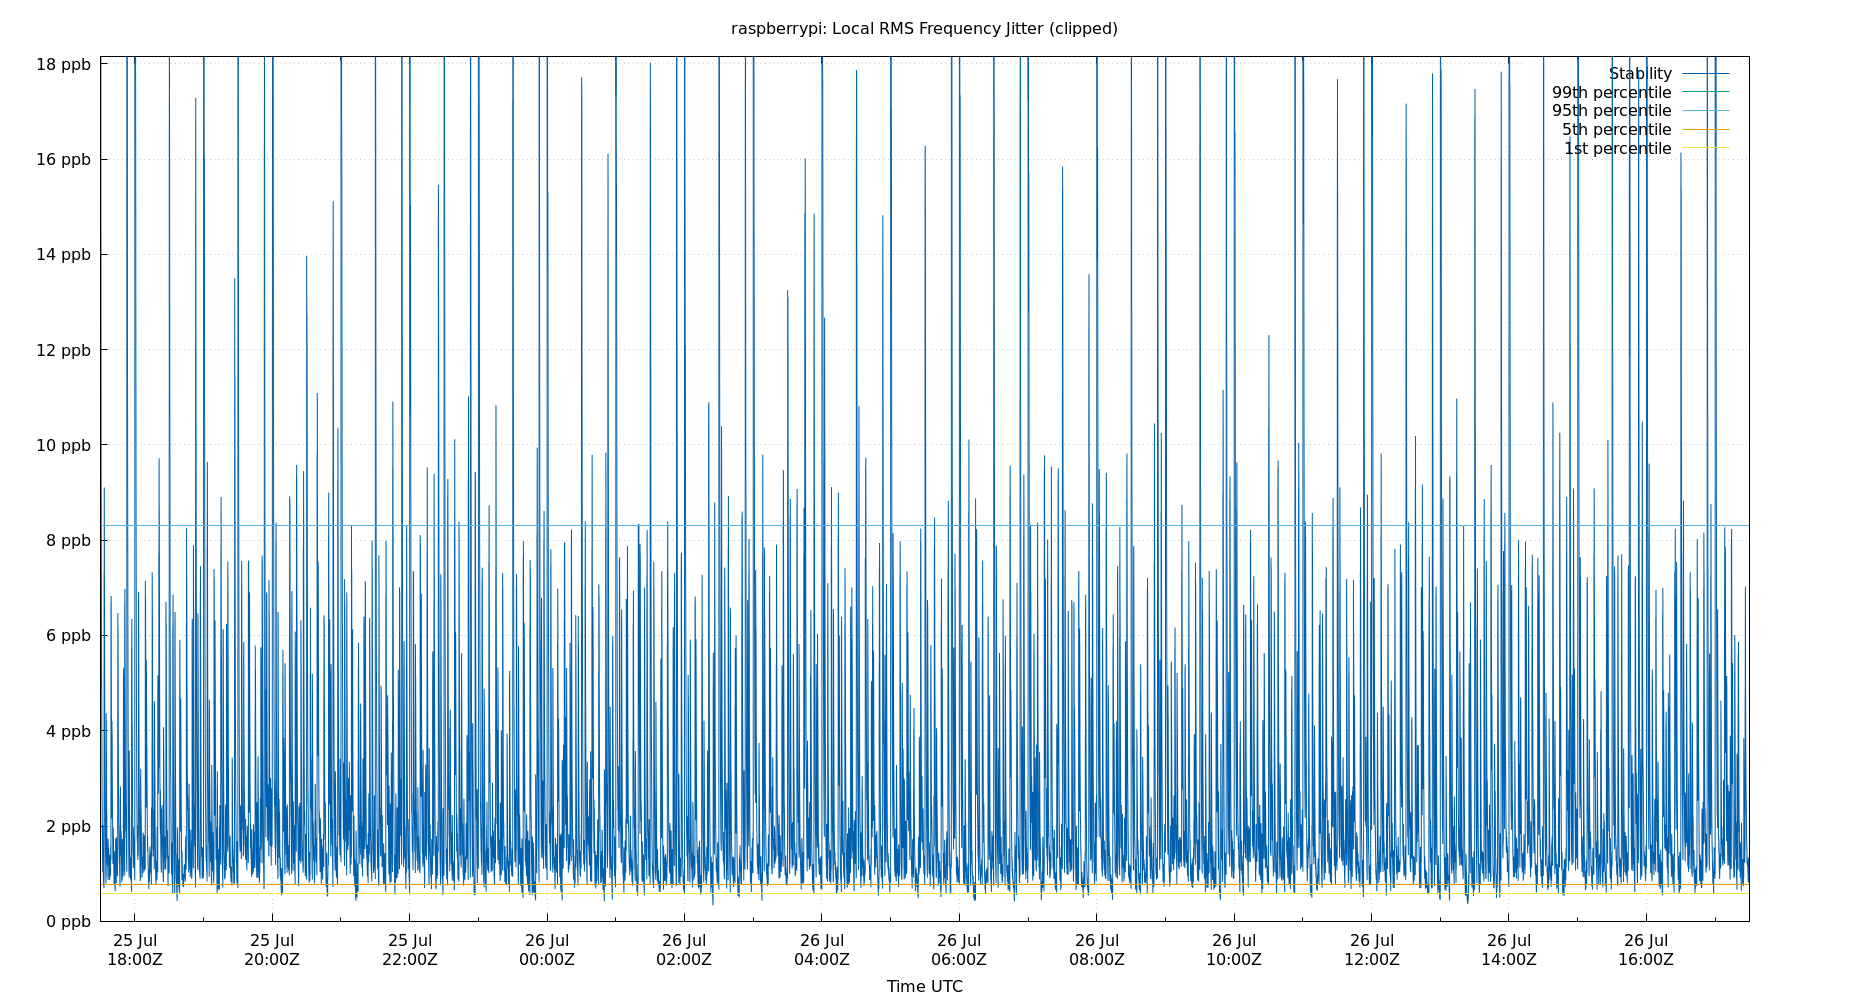 raspberrypi: Local RMS Frequency Jitter (clipped)
18 ppb
16 ppb
14 ppb
12 ppb
10 ppb
8 ppb
6 ppb
4 ppb
2 ppb
0 ppb
Stability
99th percentile
95th percentile
5th percentile
1st percentile
25 Jul 25 Jul 25 Jul 26 Jul 26 Jul 26 Jul 26 Jul 26 Jul 26 Jul 26 Jul 26 Jul 26 Jul
18:00Z 20:00Z 22:00Z 00:00Z 02:00Z 04:00Z 06:00Z 08:00Z 10:00Z 12:00Z 14:00Z 16:00Z
Time UTC